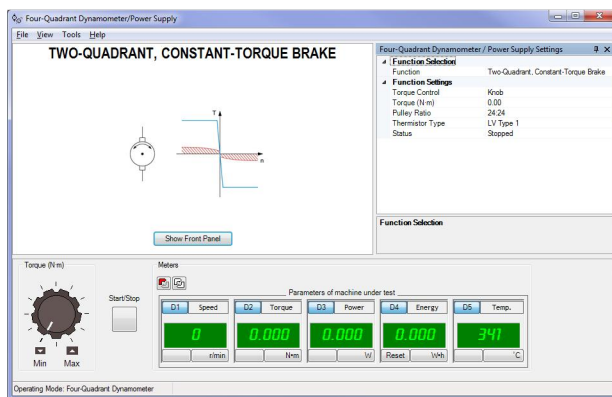 Four-Quadrant Dynamometer/Power Supply
File View Tools Help
TWO-QUADRANT, CONSTANT-TORQUE BRAKE
T
n
Show Front Panel
Four-Quadrant Dynamometer / Power Supply Settings
Function Selection
Function Two-Quadrant, Constant-Torque Brake
Function Settings
Torque Control Knob
Torque (N·m) 0.00
Pulley Ratio 24:24
Thermistor Type LV Type 1
Status Stopped
Function Selection
Torque (N·m)
Min Max
Start/Stop
Meters
Parameters of machine under test
D1 Speed D2 Torque D3 Power D4 Energy D5 Temp.
0 0.000 0.000 0.000 341
r/min N•m W Reset W•h °C
Operating Mode: Four-Quadrant Dynamometer